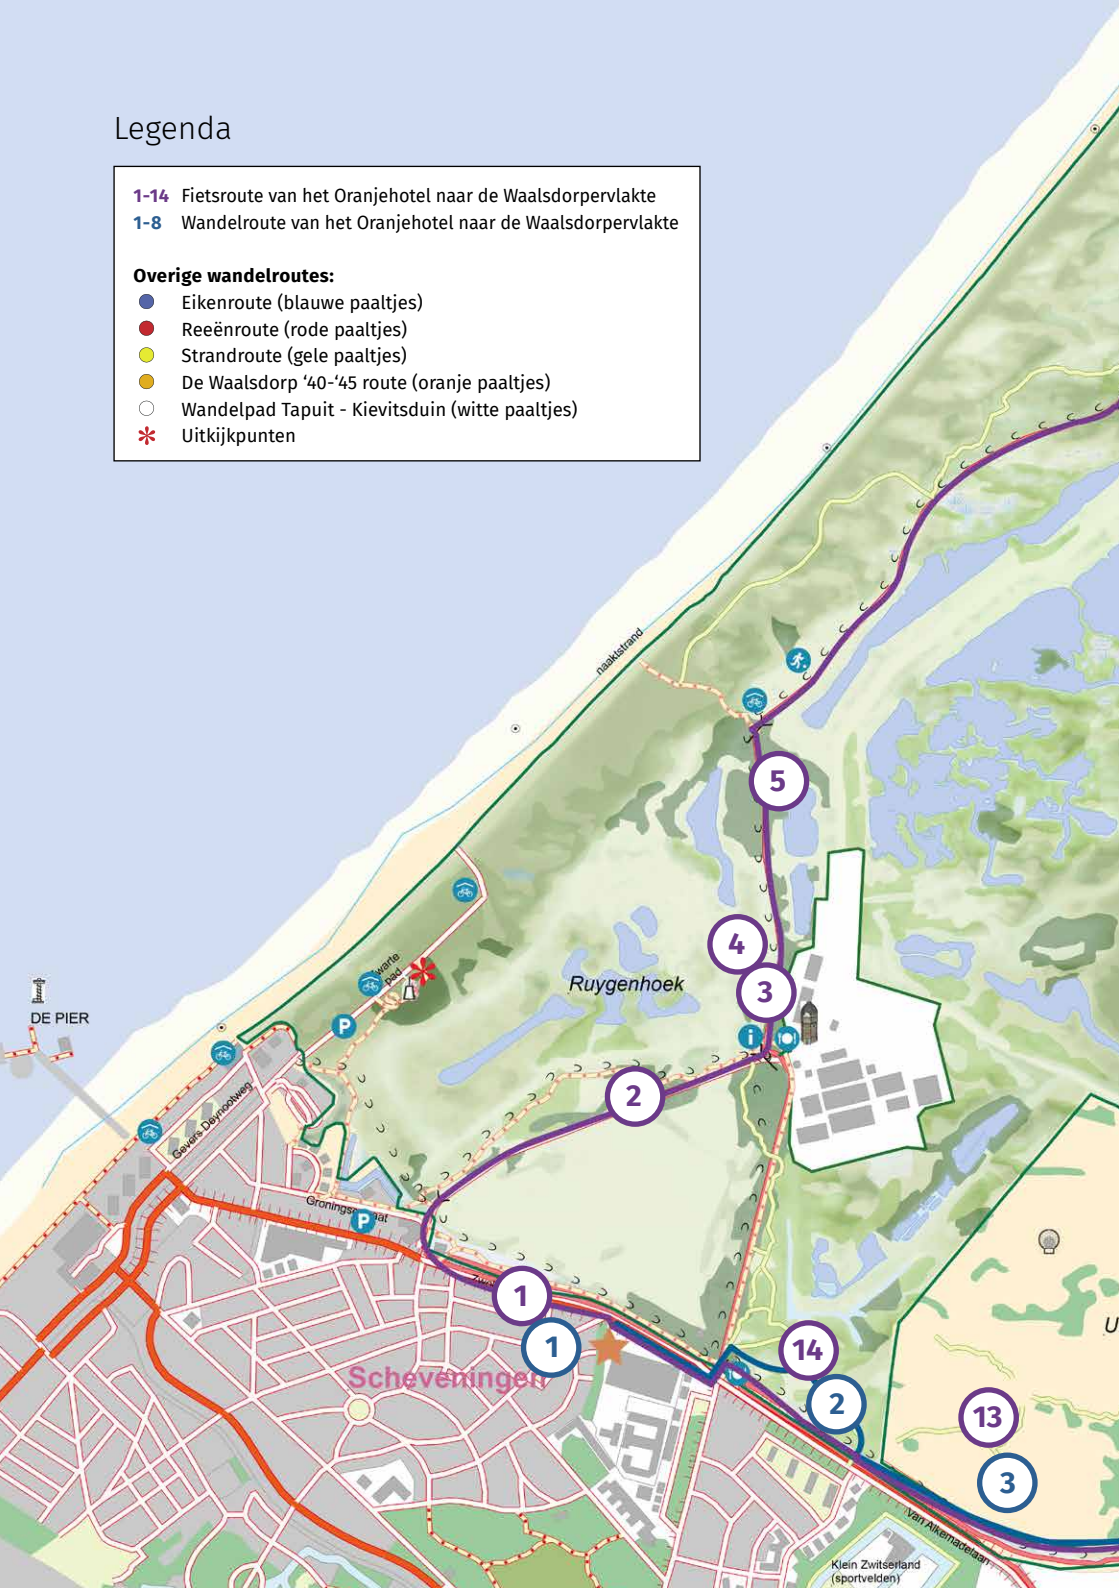 Legenda
1-14 Fietsroute van het Oranjehotel naar de Waalsdorpervlakte
1-8 Wandelroute van het Oranjehotel naar de Waalsdorpervlakte
Overige wandelroutes:
Eikenroute (blauwe paaltjes)
Reeënroute (rode paaltjes)
Strandroute (gele paaltjes)
De Waalsdorp ‘40-‘45 route (oranje paaltjes)
Wandelpad Tapuit - Kievitsduin (witte paaltjes)
Uitkijkpunten
naaktstrand
5
4
3
Ruygenhoek
pad
P
i
DE PIER
2
Gevers Deynootweg
P
1
1
14
Scheveningen
2
13
3
Van Alkemadelaan
Klein Zwitserland
(sportvelden)